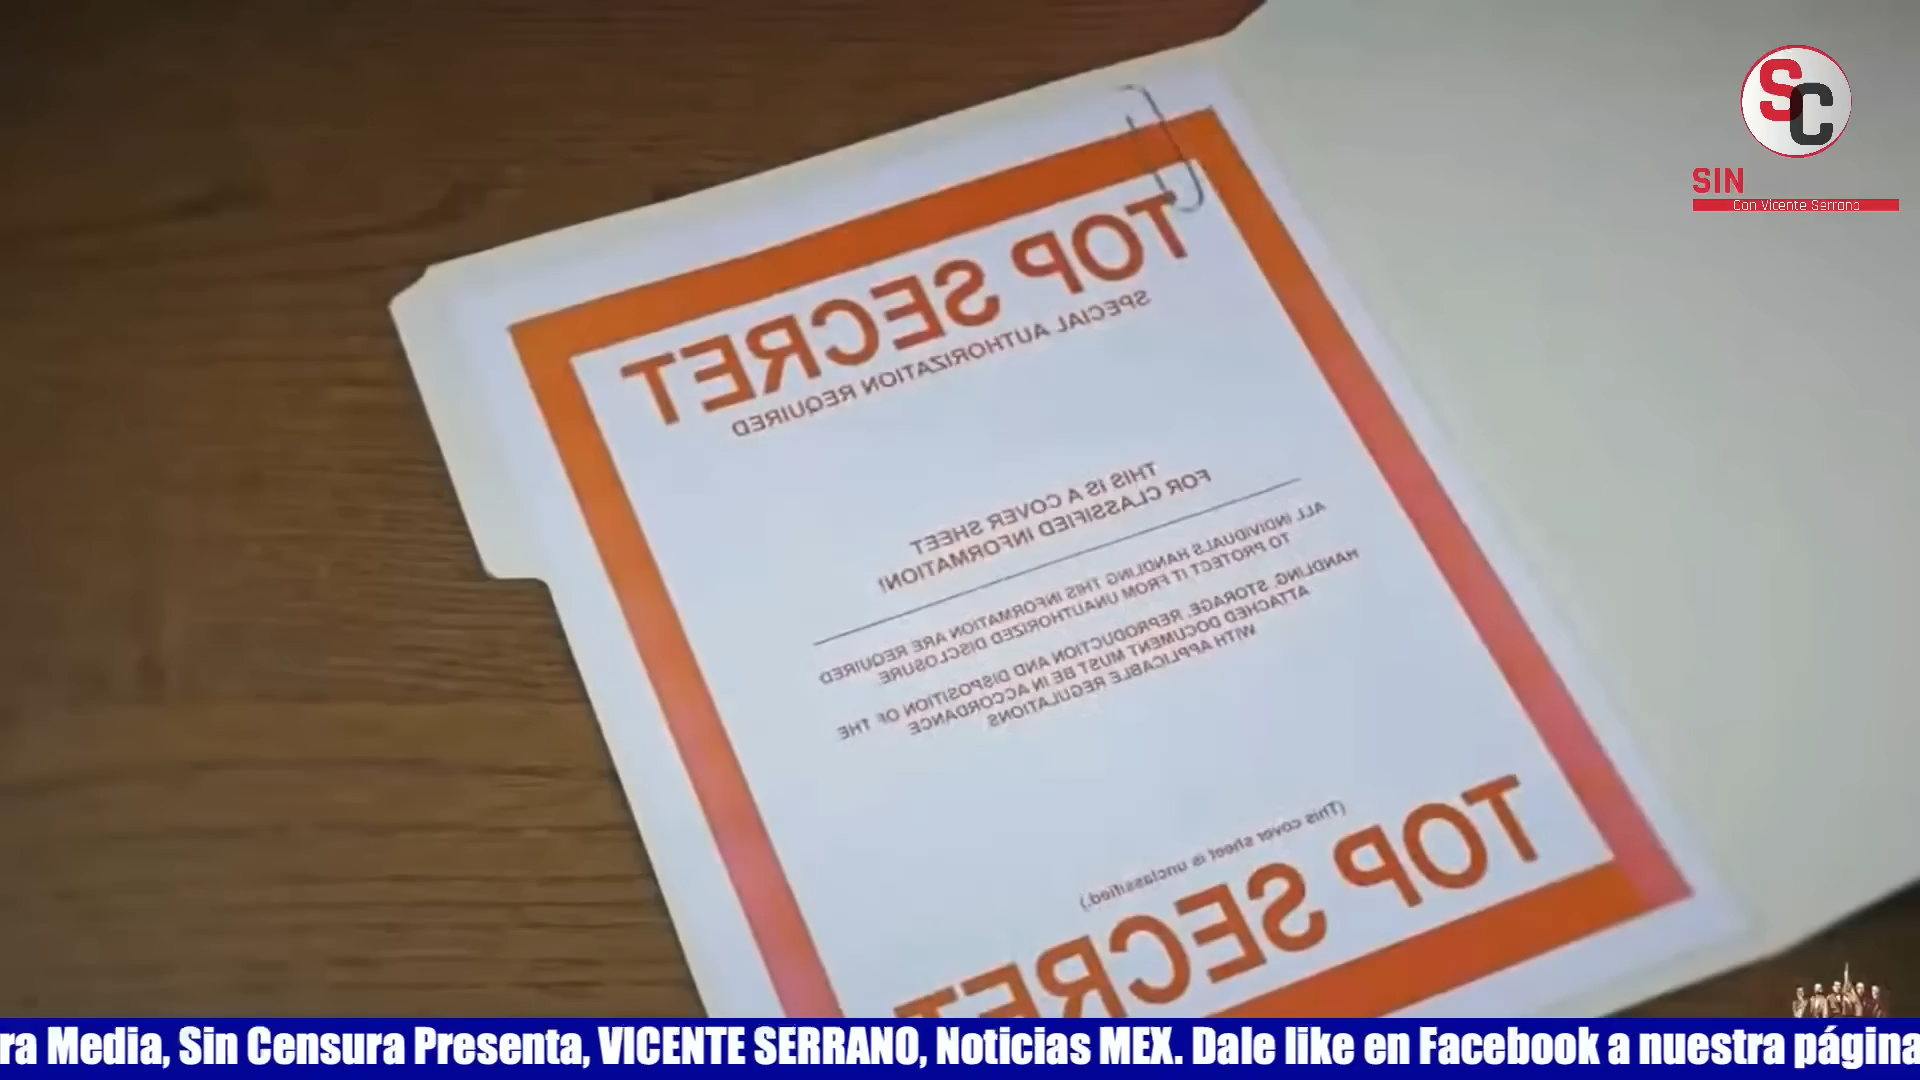 SC
SIN
Con Vicente Serrano
TOP SECRET
SPECIAL AUTHORIZATION REQUIRED
THIS IS A COVER SHEET
FOR CLASSIFIED INFORMATION!
ALL INDIVIDUALS HANDLING THIS INFORMATION ARE REQUIRED
TO PROTECT IT FROM UNAUTHORIZED DISCLOSURE
HANDLING, STORAGE, REPRODUCTION AND DISPOSITION OF THE
ATTACHED DOCUMENT MUST BE IN ACCORDANCE
WITH APPLICABLE REGULATIONS
(This cover sheet is unclassified.)
TOP SECRET
ra Media, Sin Censura Presenta, VICENTE SERRANO, Noticias MEX. Dale like en Facebook a nuestra página